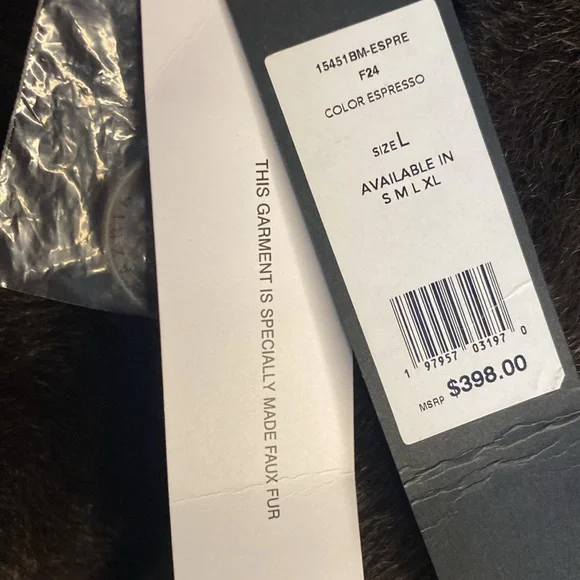 15451BM-ESPRE
F24
COLOR ESPRESSO
SIZE L
AVAILABLE IN
S M L XL
1 97957 03197 0
MSRP $398.00
THIS GARMENT IS SPECIALLY MADE FAUX FUR